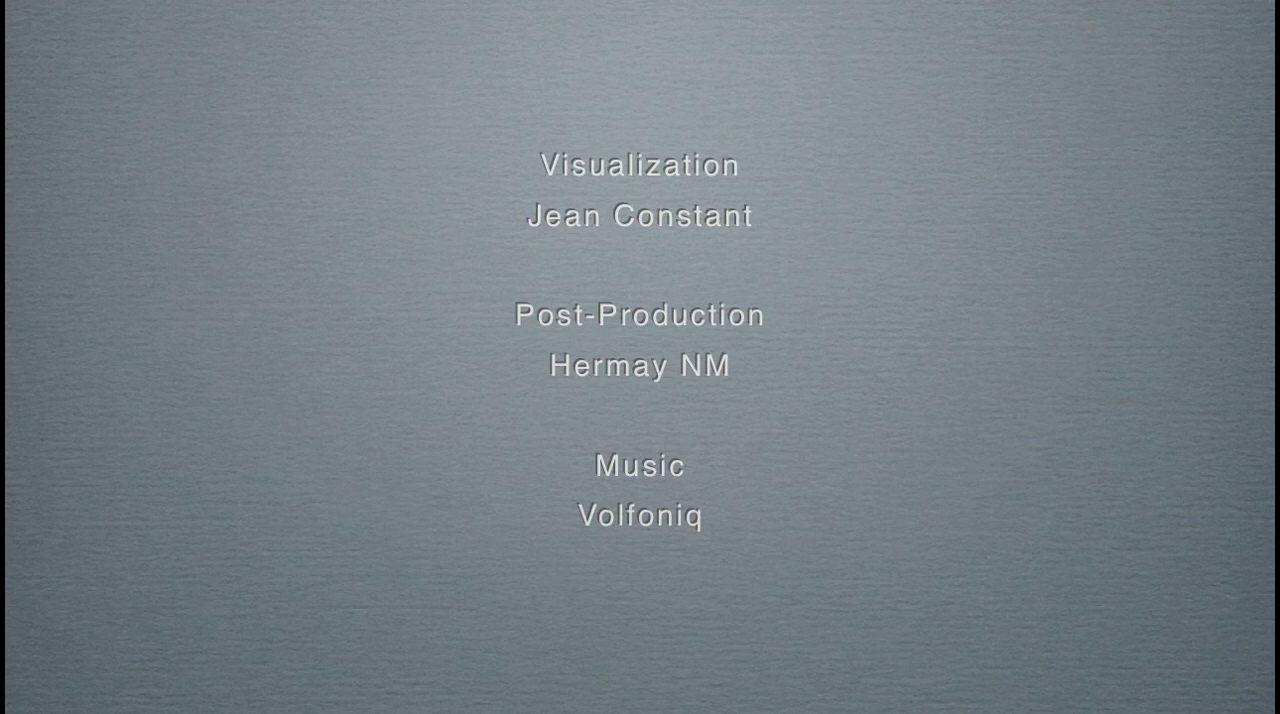 Visualization
Jean Constant
Post-Production
Hermay NM
Music
Volfoniq